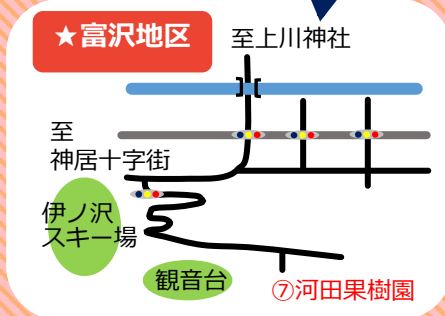 ★富沢地区
至上川神社
至
神居十字街
伊ノ沢
スキー場
観音台
⑦河田果樹園